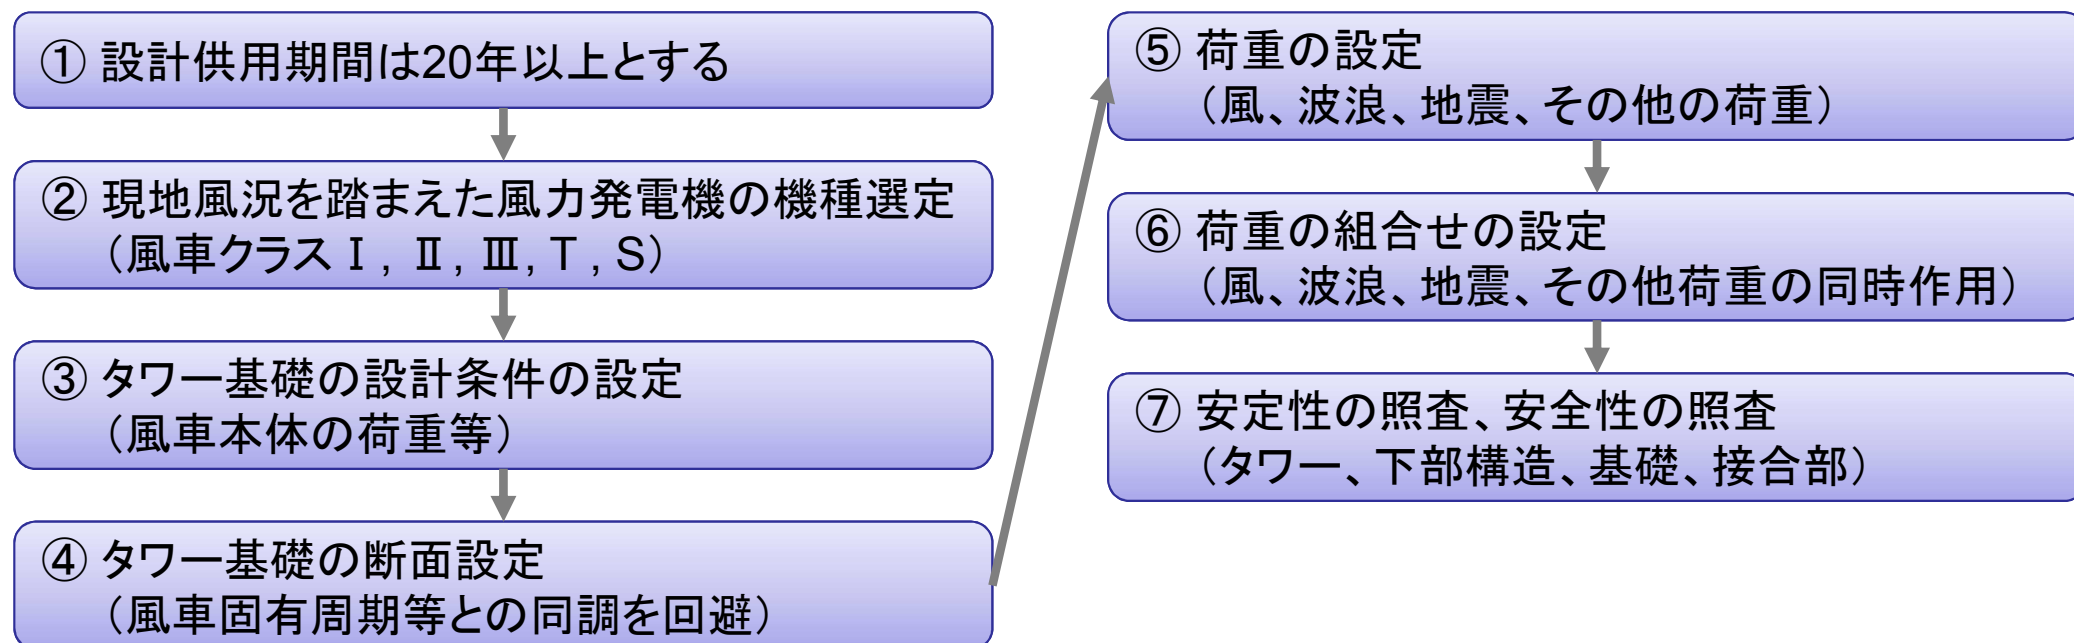 ① 設計供用期間は20年以上とする
② 現地風況を踏まえた風力発電機の機種選定
（風車クラスⅠ, Ⅱ, Ⅲ, T , S）
③ タワー基礎の設計条件の設定
（風車本体の荷重等）
④ タワー基礎の断面設定
（風車固有周期等との同調を回避）
⑤ 荷重の設定
（風、波浪、地震、その他の荷重）
⑥ 荷重の組合せの設定
（風、波浪、地震、その他荷重の同時作用）
⑦ 安定性の照査、安全性の照査
（タワー、下部構造、基礎、接合部）